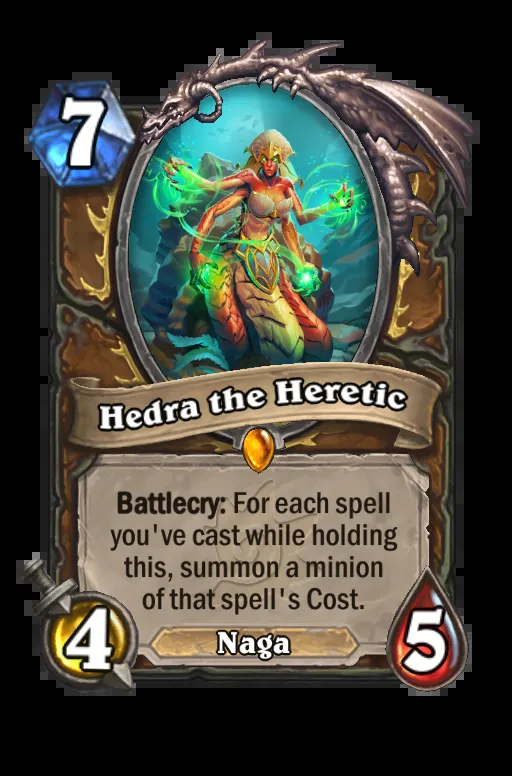 7
Hedra the Heretic
Battlecry: For each spell
you've cast while holding
this, summon a minion
of that spell's Cost.
4
Naga
5